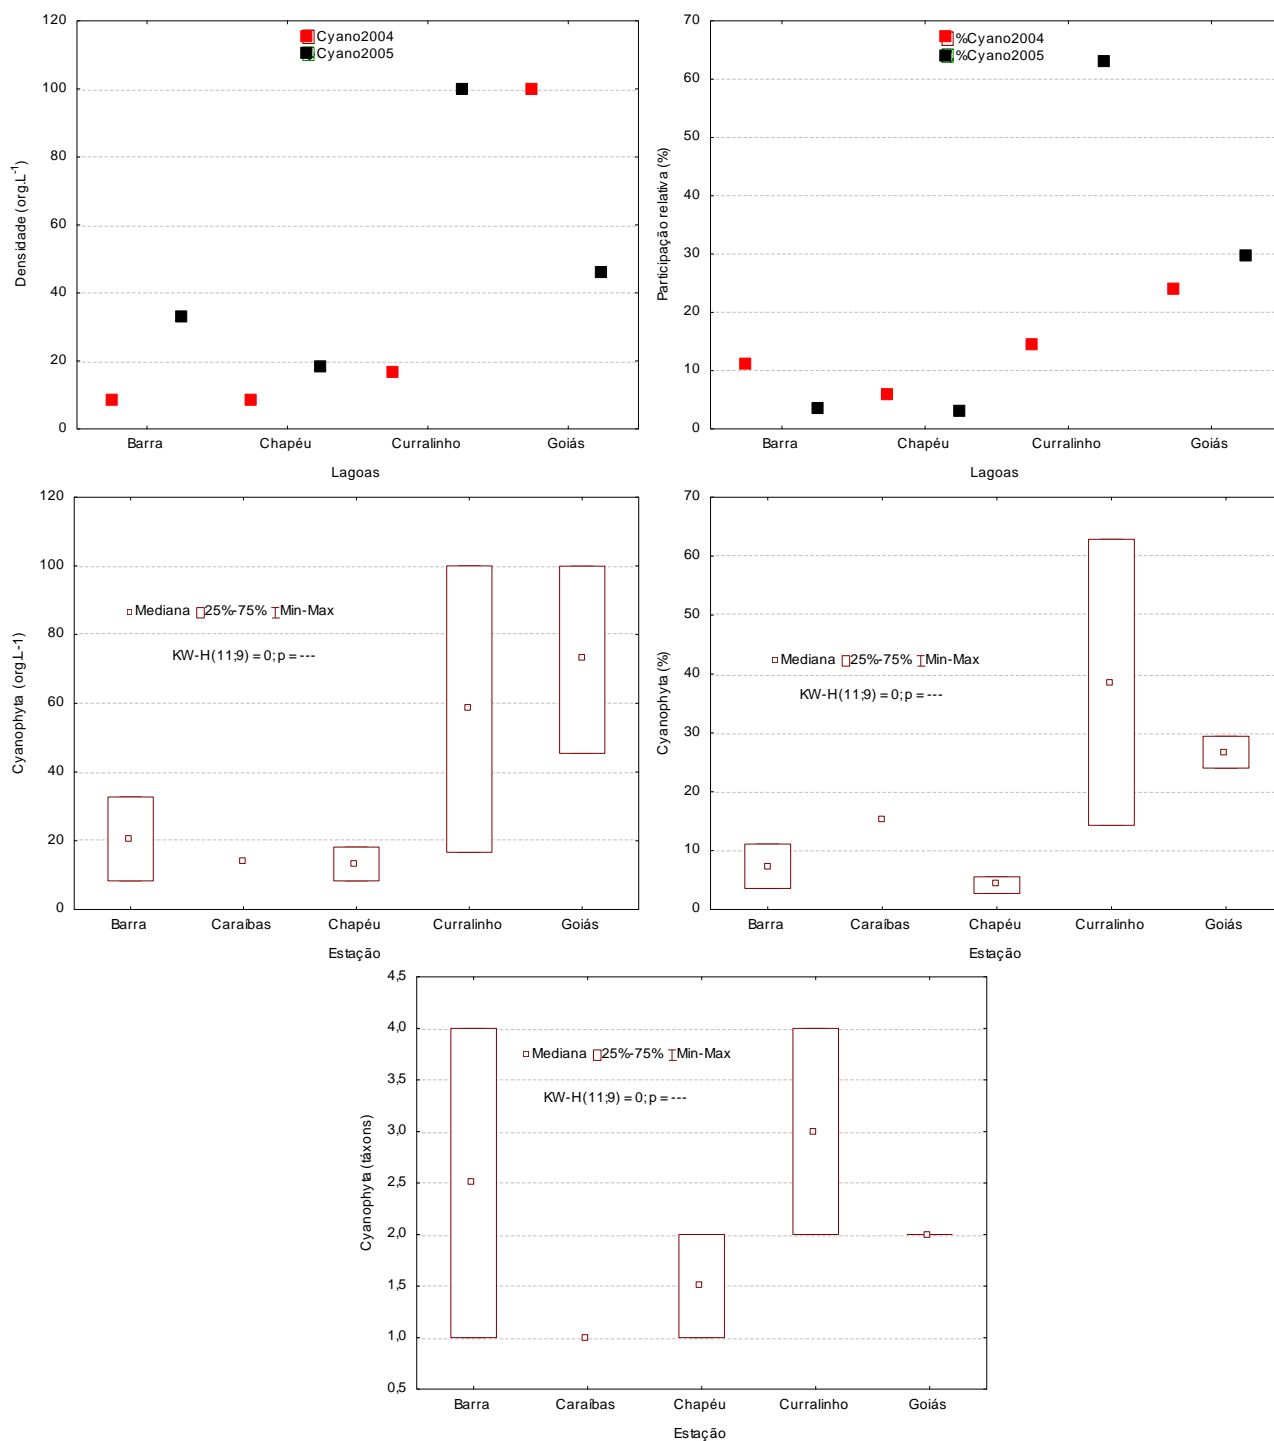 120
100
80
60
40
20
0
Densidade (org.L-1)
Cyano2004
Cyano2005
Barra Chapéu Curralinho Goiás
Lagoas
70
60
50
40
30
20
10
0
Participação relativa (%)
%Cyano2004
%Cyano2005
Barra Chapéu Curralinho Goiás
Lagoas
120
100
80
60
40
20
0
Cyanophyta (org.L-1)
Mediana 25%-75% Min-Max
KW-H(11;9) = 0; p = ---
Barra Caraíbas Chapéu Curralinho Goiás
Estação
70
60
50
40
30
20
10
0
Cyanophyta (%)
Mediana 25%-75% Min-Max
KW-H(11;9) = 0; p = ---
Barra Caraíbas Chapéu Curralinho Goiás
Estação
4,5
4,0
3,5
3,0
2,5
2,0
1,5
1,0
0,5
Cyanophyta (táxons)
Mediana 25%-75% Min-Max
KW-H(11;9) = 0; p = ---
Barra Caraíbas Chapéu Curralinho Goiás
Estação